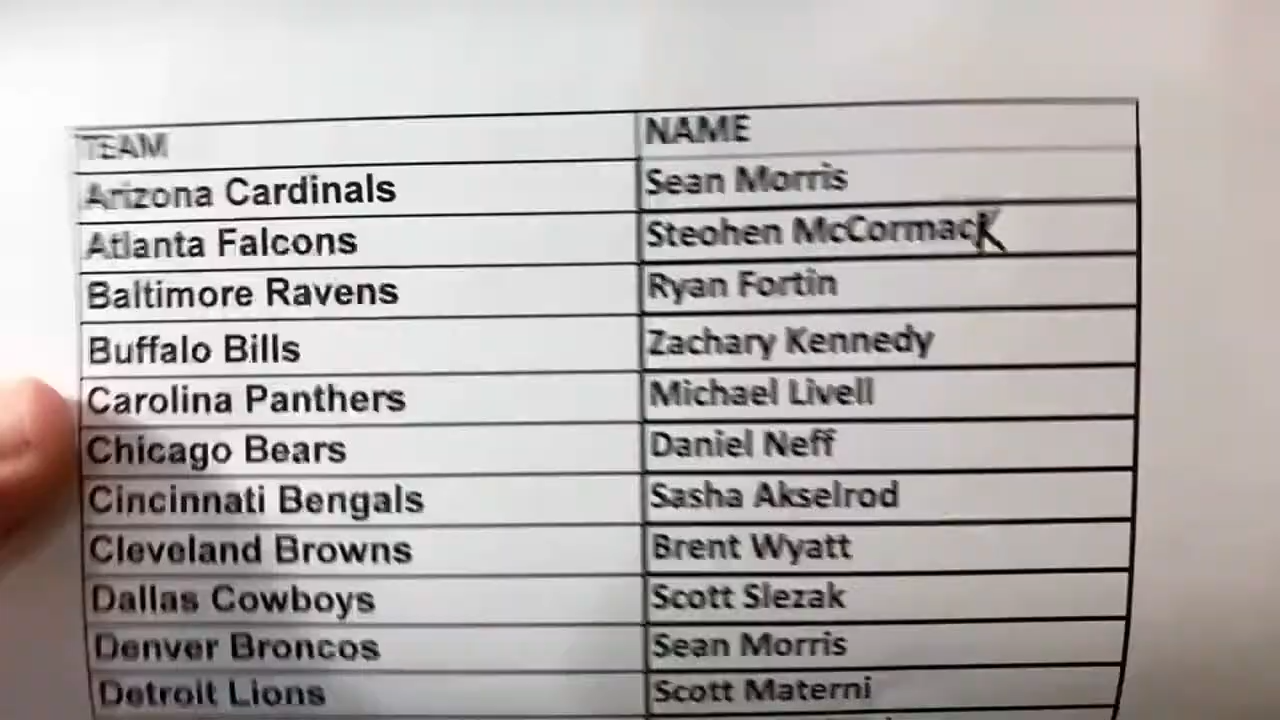 TEAM NAME
Arizona Cardinals Sean Morris
Atlanta Falcons Steohen McCormack
Baltimore Ravens Ryan Fortin
Buffalo Bills Zachary Kennedy
Carolina Panthers Michael Livell
Chicago Bears Daniel Neff
Cincinnati Bengals Sasha Akselrod
Cleveland Browns Brent Wyatt
Dallas Cowboys Scott Slezak
Denver Broncos Sean Morris
Detroit Lions Scott Materni